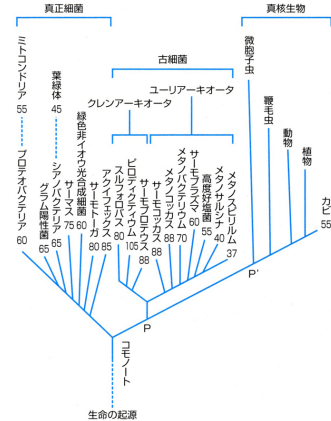 真正細菌
古細菌
真核生物
クレンアーキオータ
ユーリアーキオータ
ミトコンドリア 55
プロテオバクテリア 60
グラム陽性菌 65
葉緑体 45
シアノバクテリア 65
サーマス 75
緑色非イオウ光合成細菌 60
サーモトーガ 80
アクイフェックス 85
スルフォロバス 80
ピロディクティウム 105
サーモプロテウス 88
サーモコッカス 88
メタノコッカス 88
メタノバクテリウム 70
サーモプラズマ 60
高度好塩菌 55
メタノサルシナ 40
メタノスピリルム 37
微胞子虫
鞭毛虫
動物
植物
カビ 55
P
P'
コモノート
生命の起源